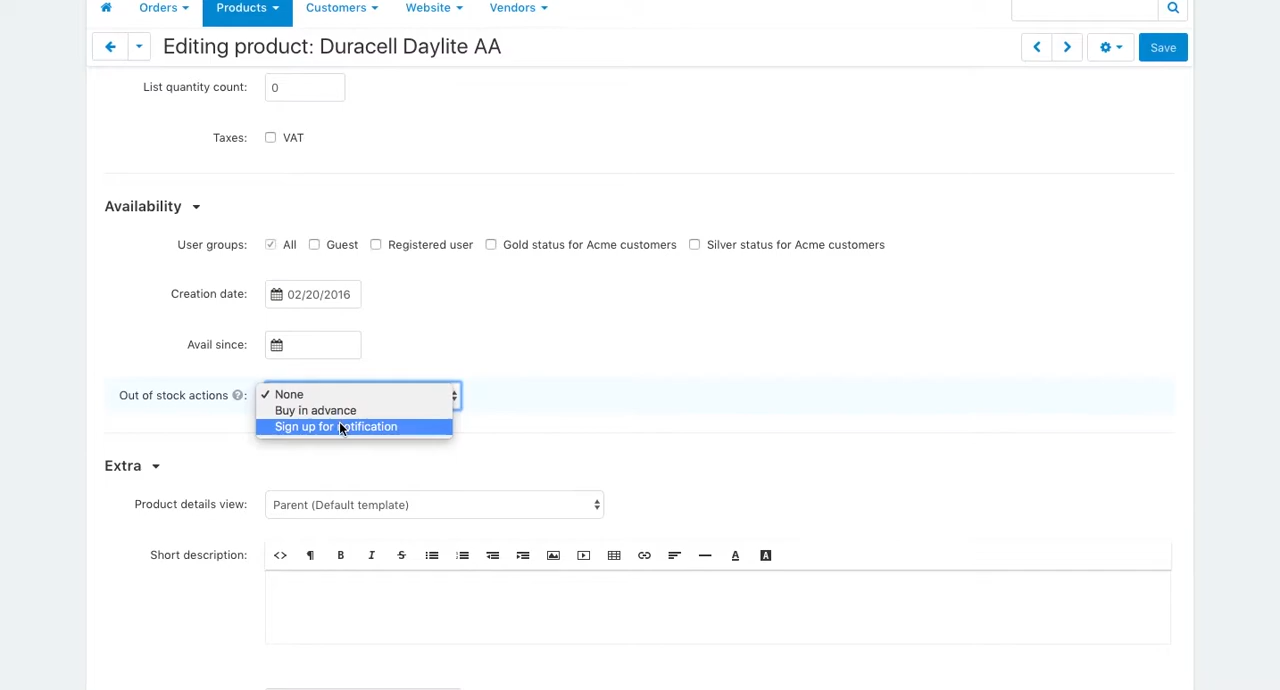 Orders Products Customers Website Vendors
Editing product: Duracell Daylite AA Save
List quantity count: 0
Taxes: VAT
Availability
User groups: All Guest Registered user Gold status for Acme customers Silver status for Acme customers
Creation date: 02/20/2016
Avail since:
Out of stock actions ? : ✓ None
Buy in advance
Sign up for notification
Extra
Product details view: Parent (Default template)
Short description: <> ¶ B I S A A